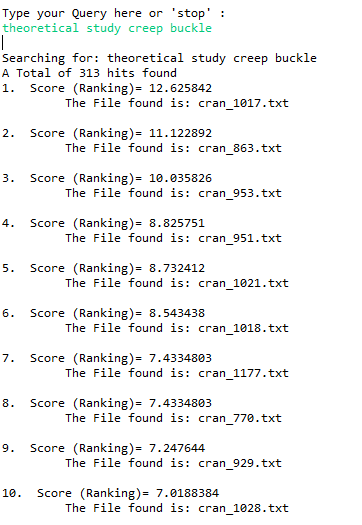 Type your Query here or 'stop' :
theoretical study creep buckle
Searching for: theoretical study creep buckle
A Total of 313 hits found
1.  Score (Ranking)= 12.625842
The File found is: cran_1017.txt
2.  Score (Ranking)= 11.122892
The File found is: cran_863.txt
3.  Score (Ranking)= 10.035826
The File found is: cran_953.txt
4.  Score (Ranking)= 8.825751
The File found is: cran_951.txt
5.  Score (Ranking)= 8.732412
The File found is: cran_1021.txt
6.  Score (Ranking)= 8.543438
The File found is: cran_1018.txt
7.  Score (Ranking)= 7.4334803
The File found is: cran_1177.txt
8.  Score (Ranking)= 7.4334803
The File found is: cran_770.txt
9.  Score (Ranking)= 7.247644
The File found is: cran_929.txt
10.  Score (Ranking)= 7.0188384
The File found is: cran_1028.txt